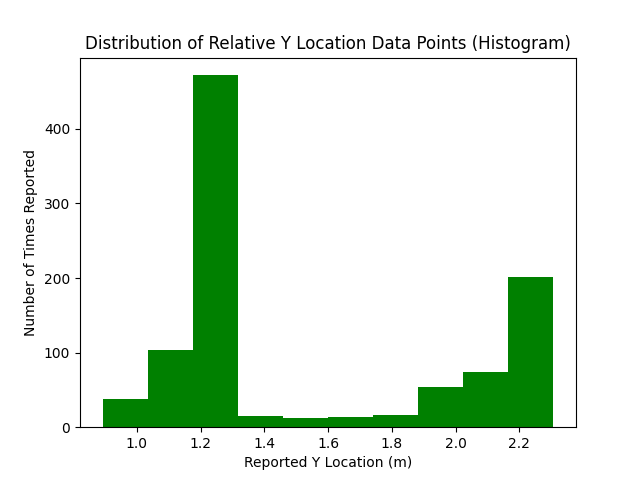 Distribution of Relative Y Location Data Points (Histogram)
Number of Times Reported
400
300
200
100
0
1.0 1.2 1.4 1.6 1.8 2.0 2.2
Reported Y Location (m)